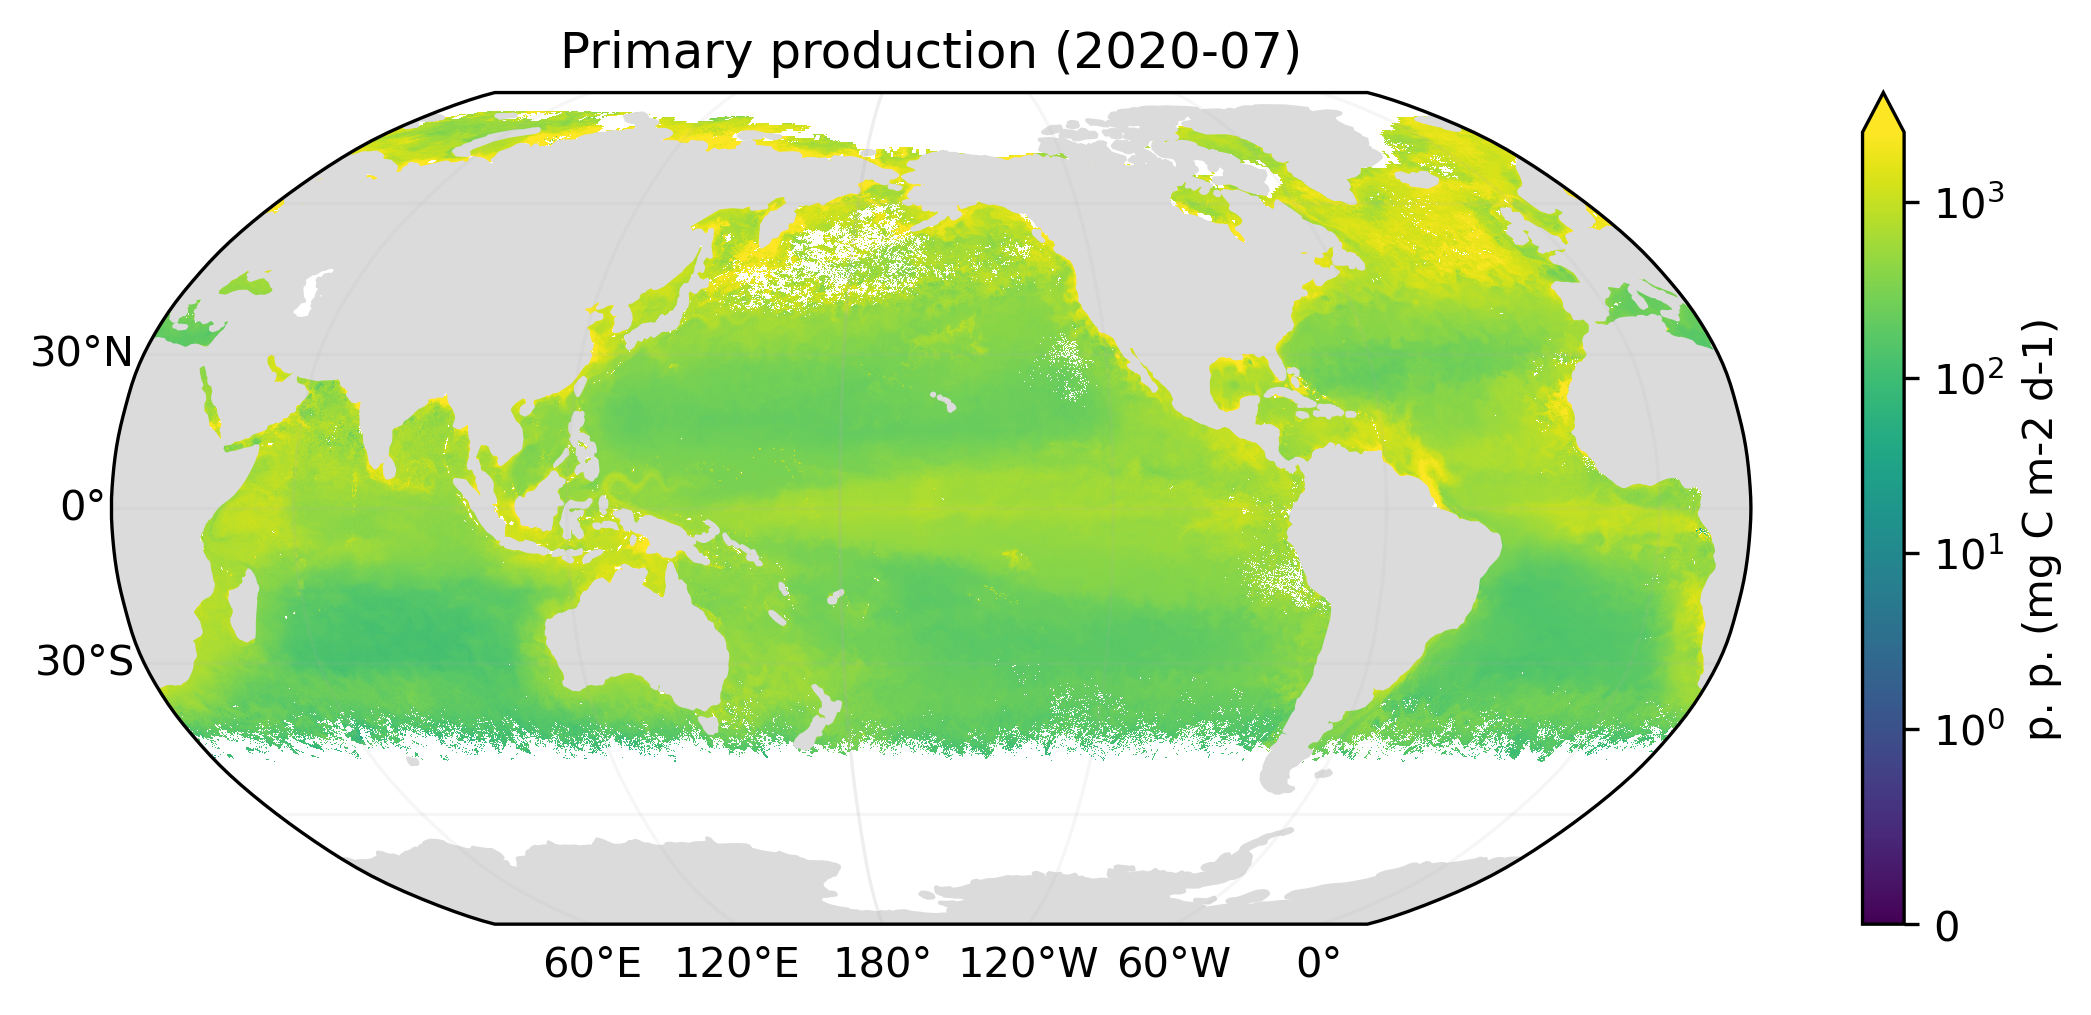 Primary production (2020-07)
30°N
0°
30°S
60°E 120°E 180° 120°W 60°W 0°
10³
10²
10¹
10⁰
0
p. p. (mg C m-2 d-1)